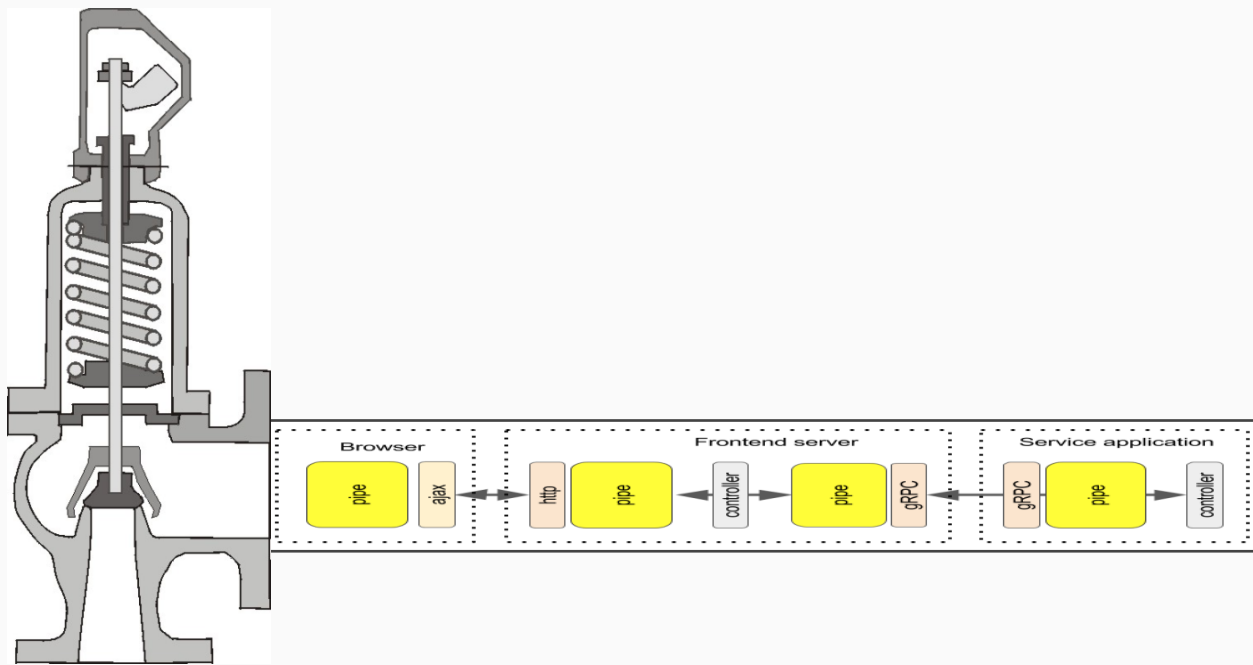 Browser
pipe
ajax
Frontend server
http
pipe
controller
pipe
gRPC
Service application
gRPC
pipe
controller